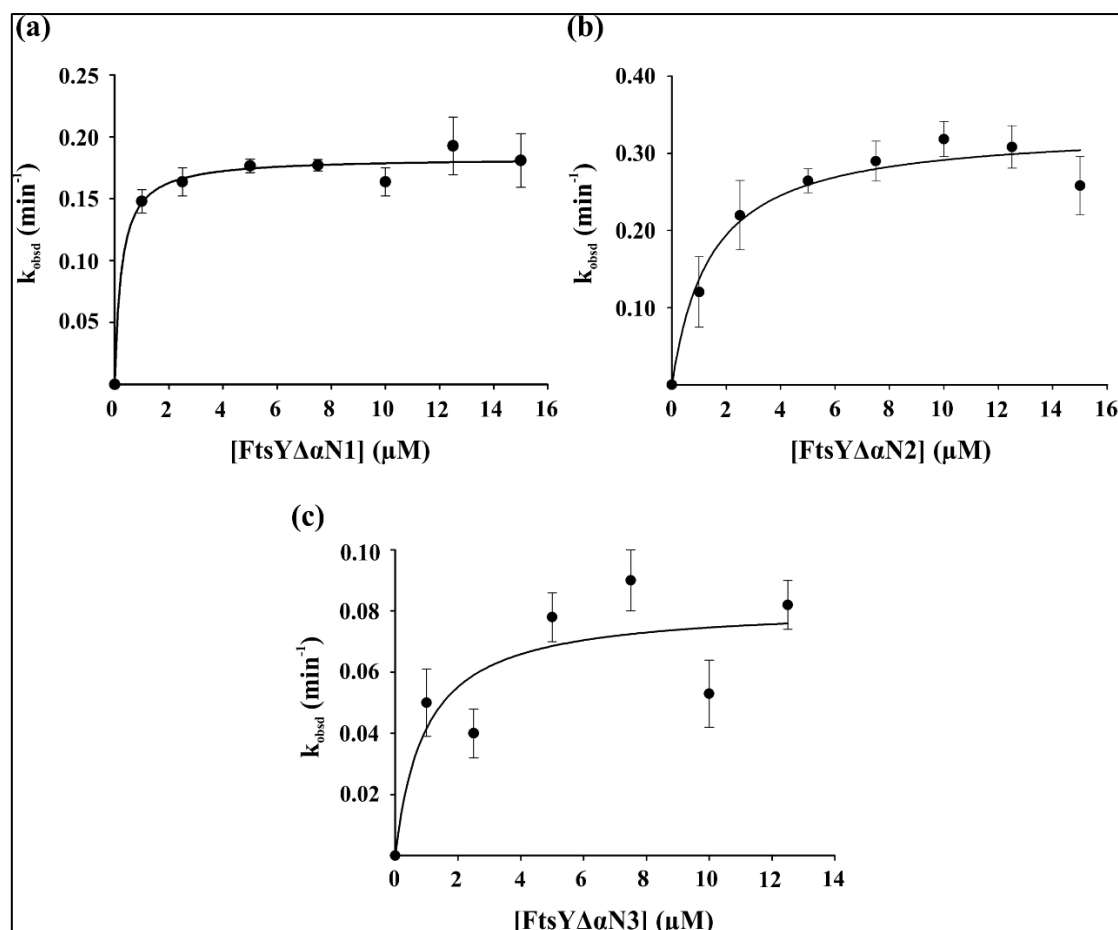 (a)
0.25
0.20
0.15
0.10
0.05
k_obsd (min⁻¹)
0 2 4 6 8 10 12 14 16
[FtsYΔαN1] (µM)
(b)
0.40
0.30
0.20
0.10
k_obsd (min⁻¹)
0 2 4 6 8 10 12 14 16
[FtsYΔαN2] (µM)
(c)
0.10
0.08
0.06
0.04
0.02
k_obsd (min⁻¹)
0 2 4 6 8 10 12 14
[FtsYΔαN3] (µM)